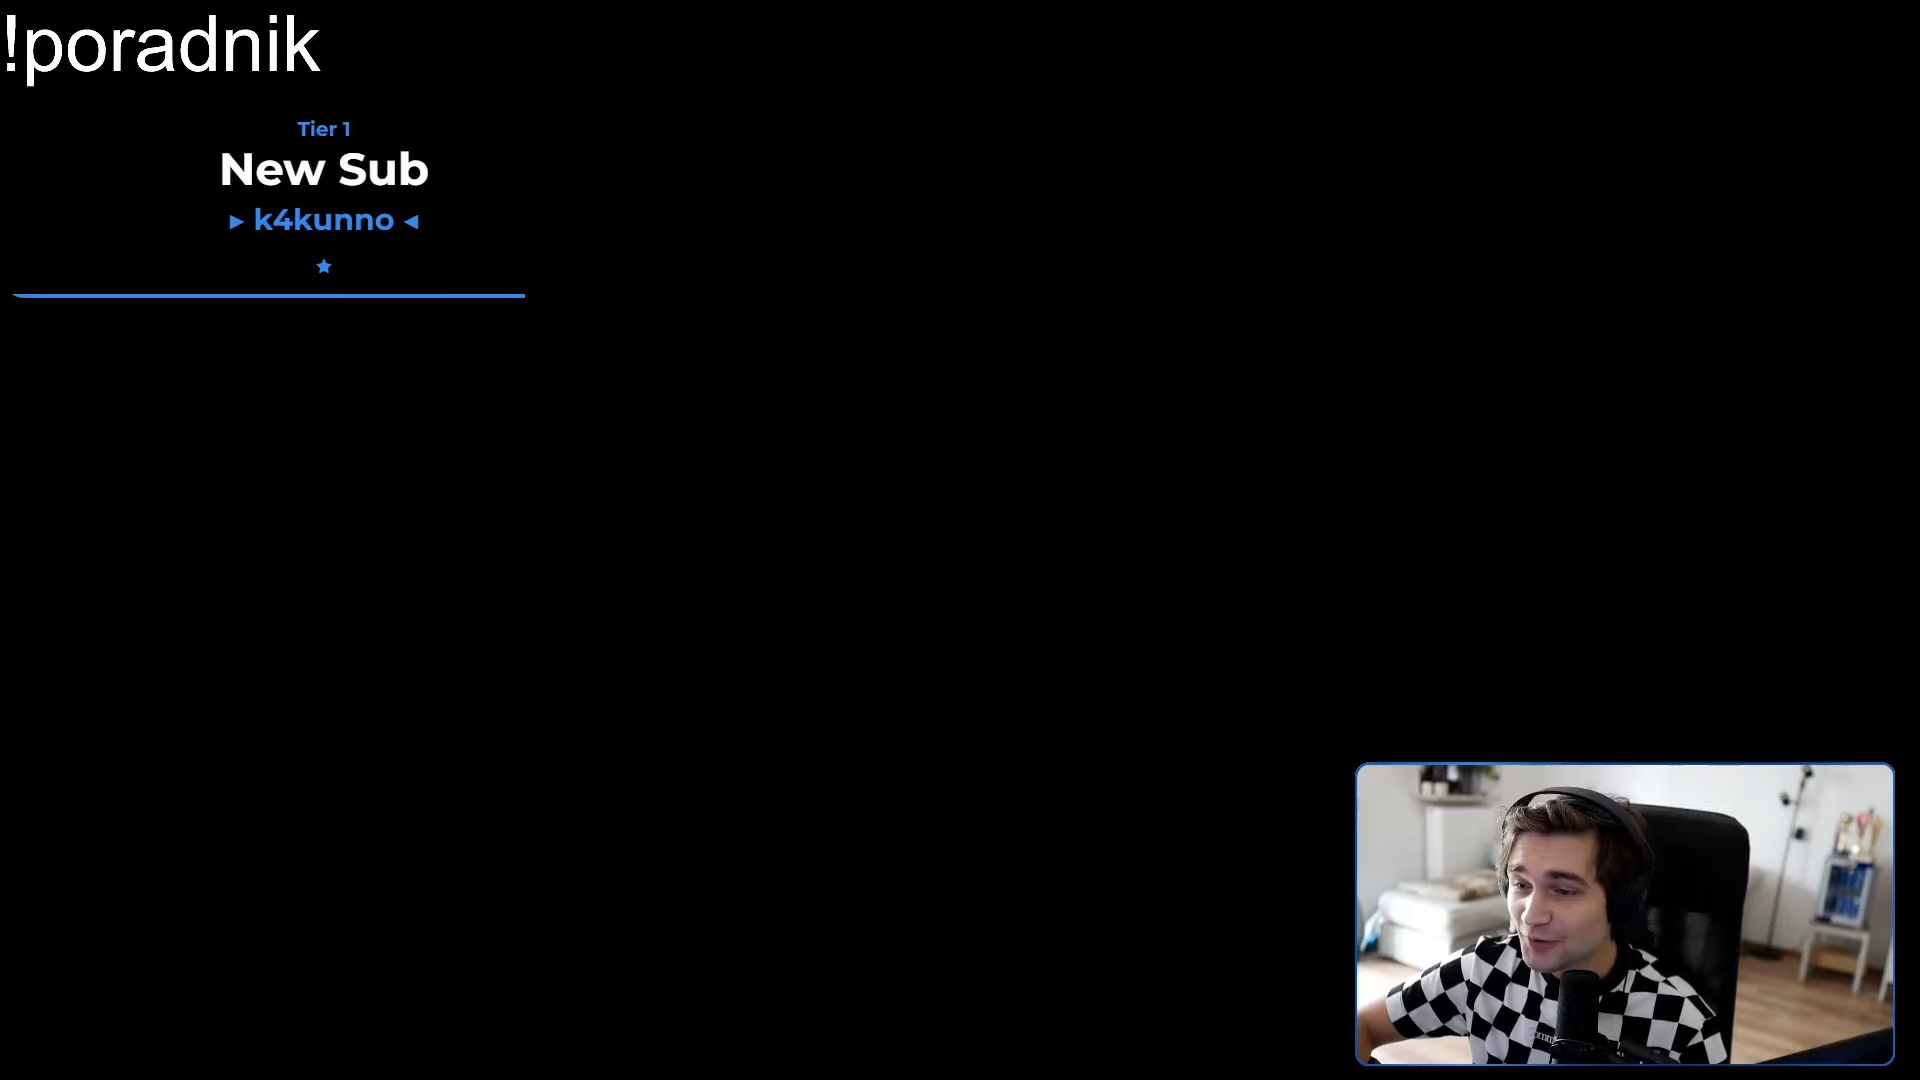 !poradnik
Tier 1
New Sub
▸ k4kunno ◂